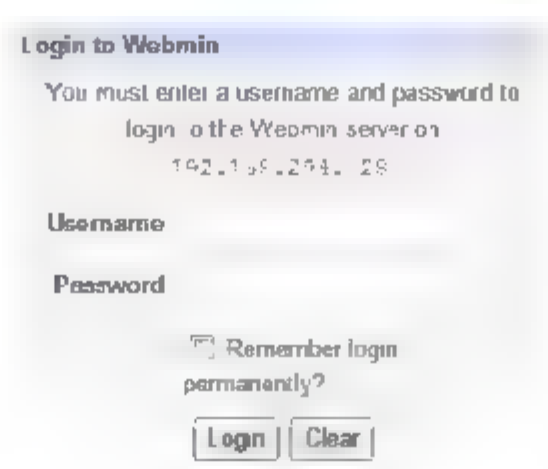 Login to Webmin
You must enter a username and password to
login to the Webmin server on
Username
Password
Remember login
permanently?
Login Clear